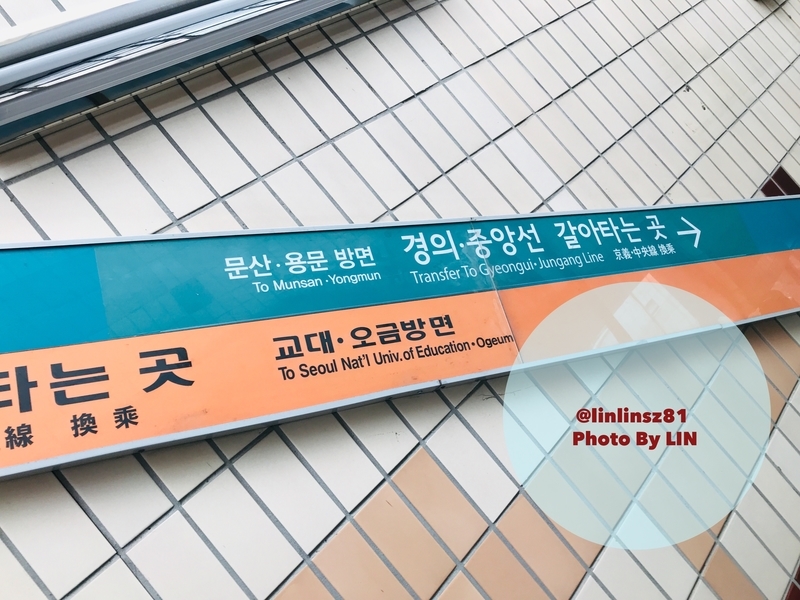 문산·용문 방면
To Munsan·Yongmun
경의·중앙선 갈아타는 곳 →
Transfer To Gyeongui·Jungang Line 京義·中央線 換乘
타는 곳
線 換乘
교대·오금방면
To Seoul Nat'l Univ.of Education·Ogeum
@linlinsz81
Photo By LIN